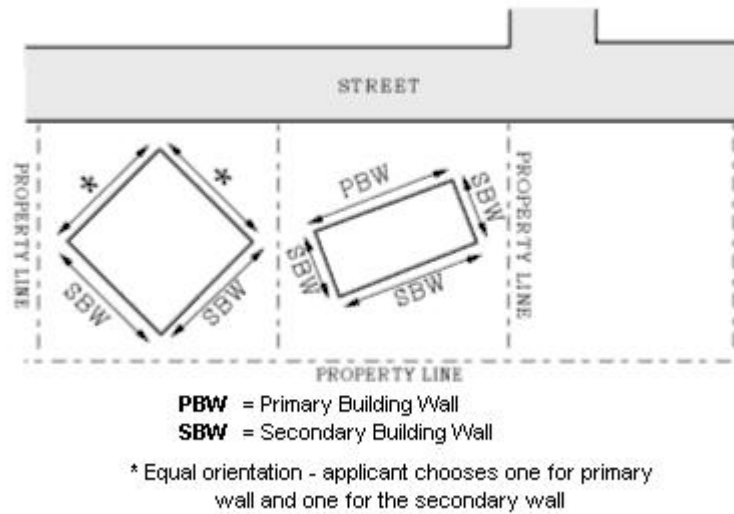 STREET
PROPERTY LINE
*
*
SBW
SBW
PBW
SBW
SBW
SBW
PROPERTY LINE
PROPERTY LINE
PBW = Primary Building Wall
SBW = Secondary Building Wall
* Equal orientation - applicant chooses one for primary
wall and one for the secondary wall